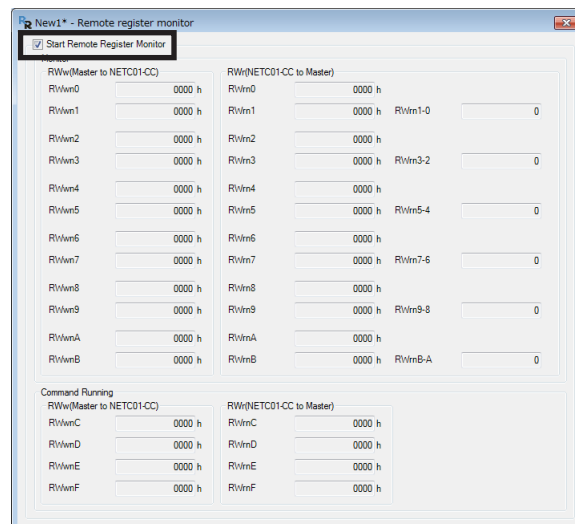 New1* - Remote register monitor
Start Remote Register Monitor
Monitor
RWw(Master to NETC01-CC) RWr(NETC01-CC to Master)
RWwn0 0000 h RWrn0 0000 h
RWwn1 0000 h RWrn1 0000 h RWrn1-0 0
RWwn2 0000 h RWrn2 0000 h
RWwn3 0000 h RWrn3 0000 h RWrn3-2 0
RWwn4 0000 h RWrn4 0000 h
RWwn5 0000 h RWrn5 0000 h RWrn5-4 0
RWwn6 0000 h RWrn6 0000 h
RWwn7 0000 h RWrn7 0000 h RWrn7-6 0
RWwn8 0000 h RWrn8 0000 h
RWwn9 0000 h RWrn9 0000 h RWrn9-8 0
RWwnA 0000 h RWrnA 0000 h
RWwnB 0000 h RWrnB 0000 h RWrnB-A 0
Command Running
RWw(Master to NETC01-CC) RWr(NETC01-CC to Master)
RWwnC 0000 h RWrnC 0000 h
RWwnD 0000 h RWrnD 0000 h
RWwnE 0000 h RWrnE 0000 h
RWwnF 0000 h RWrnF 0000 h